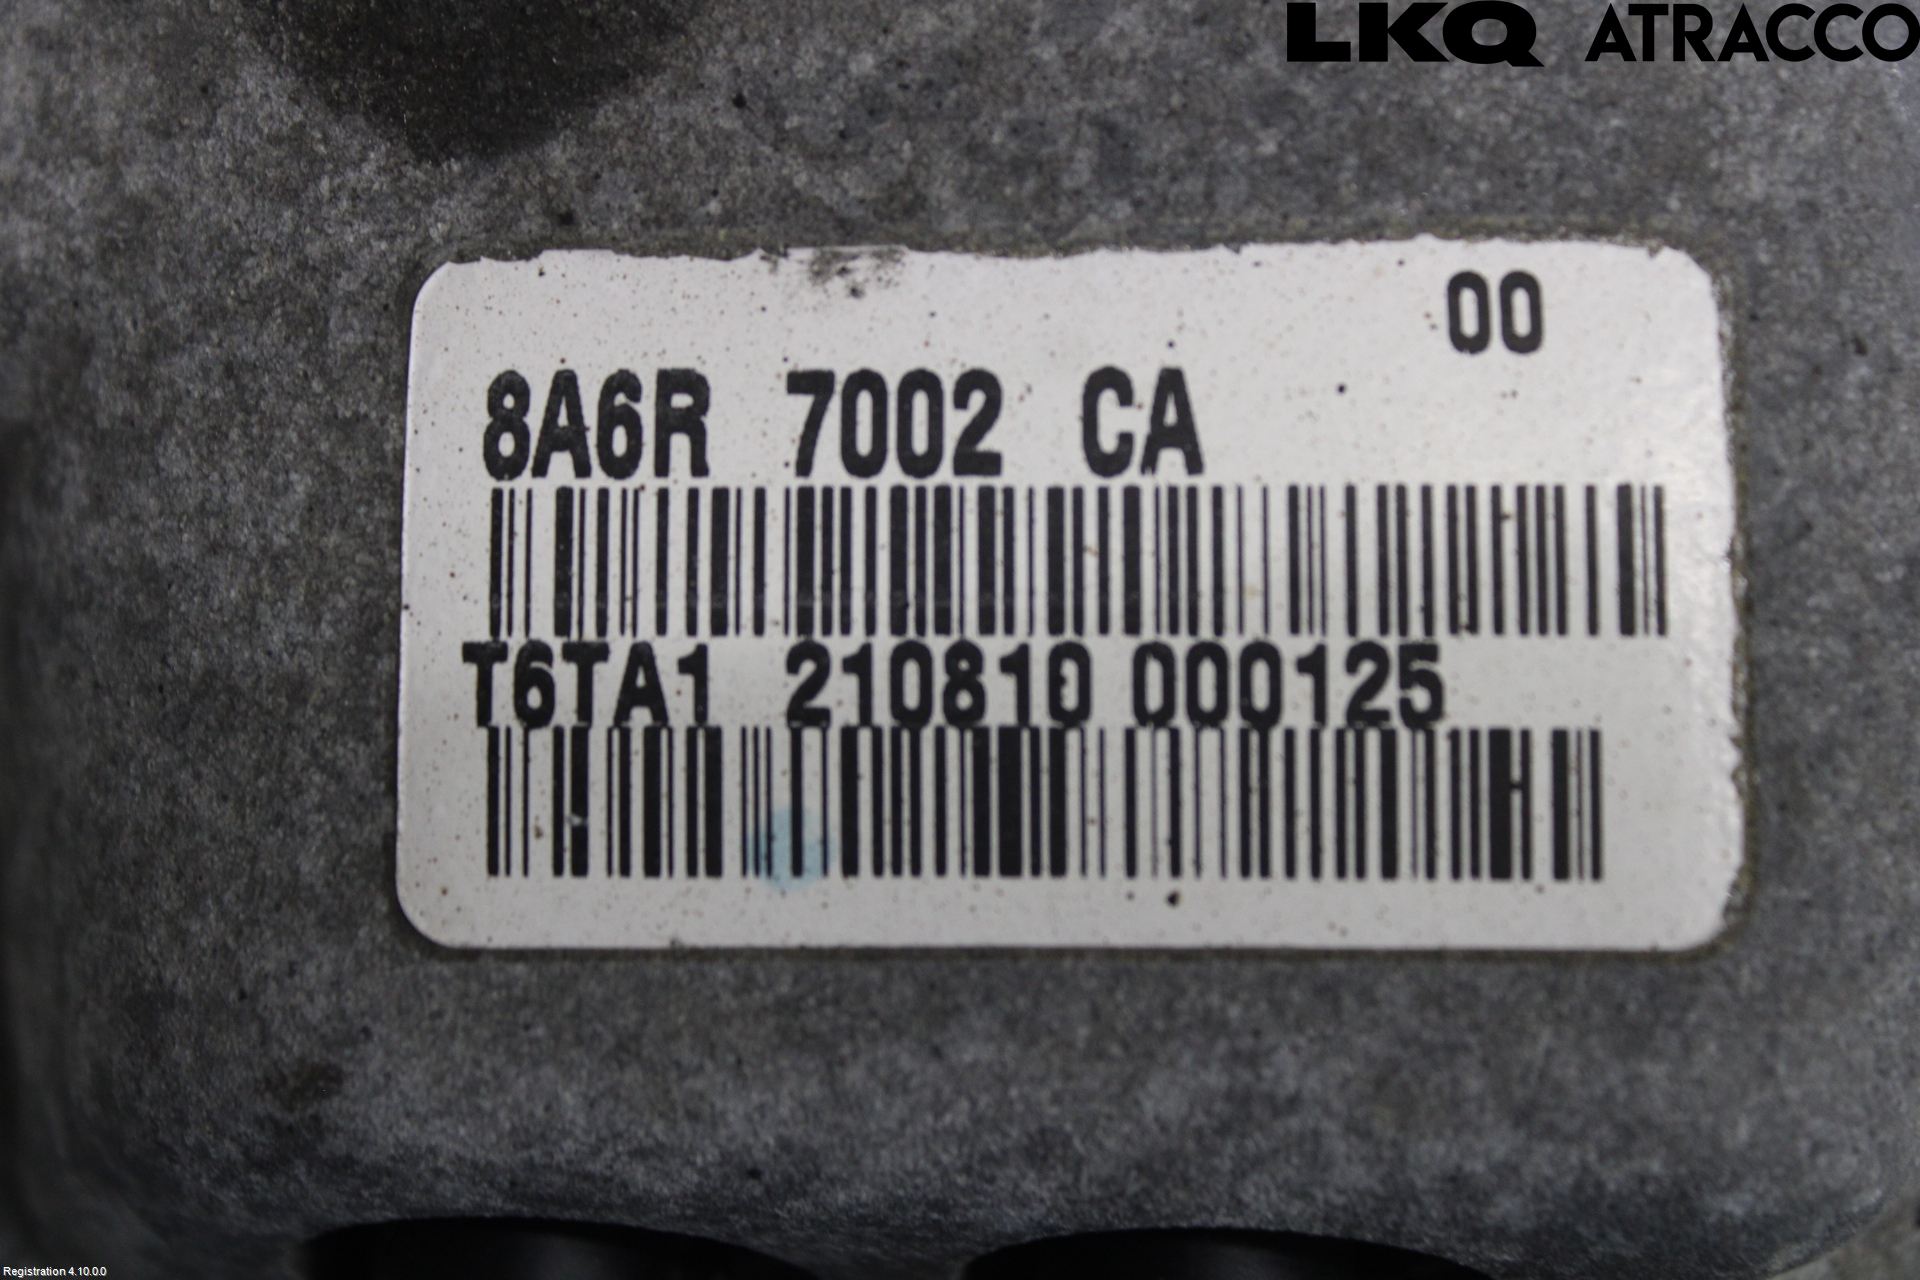 LKQ ATRACCO
00
8A6R 7002 CA
T6TA1 210810 000125
Registration 4.10.0.0